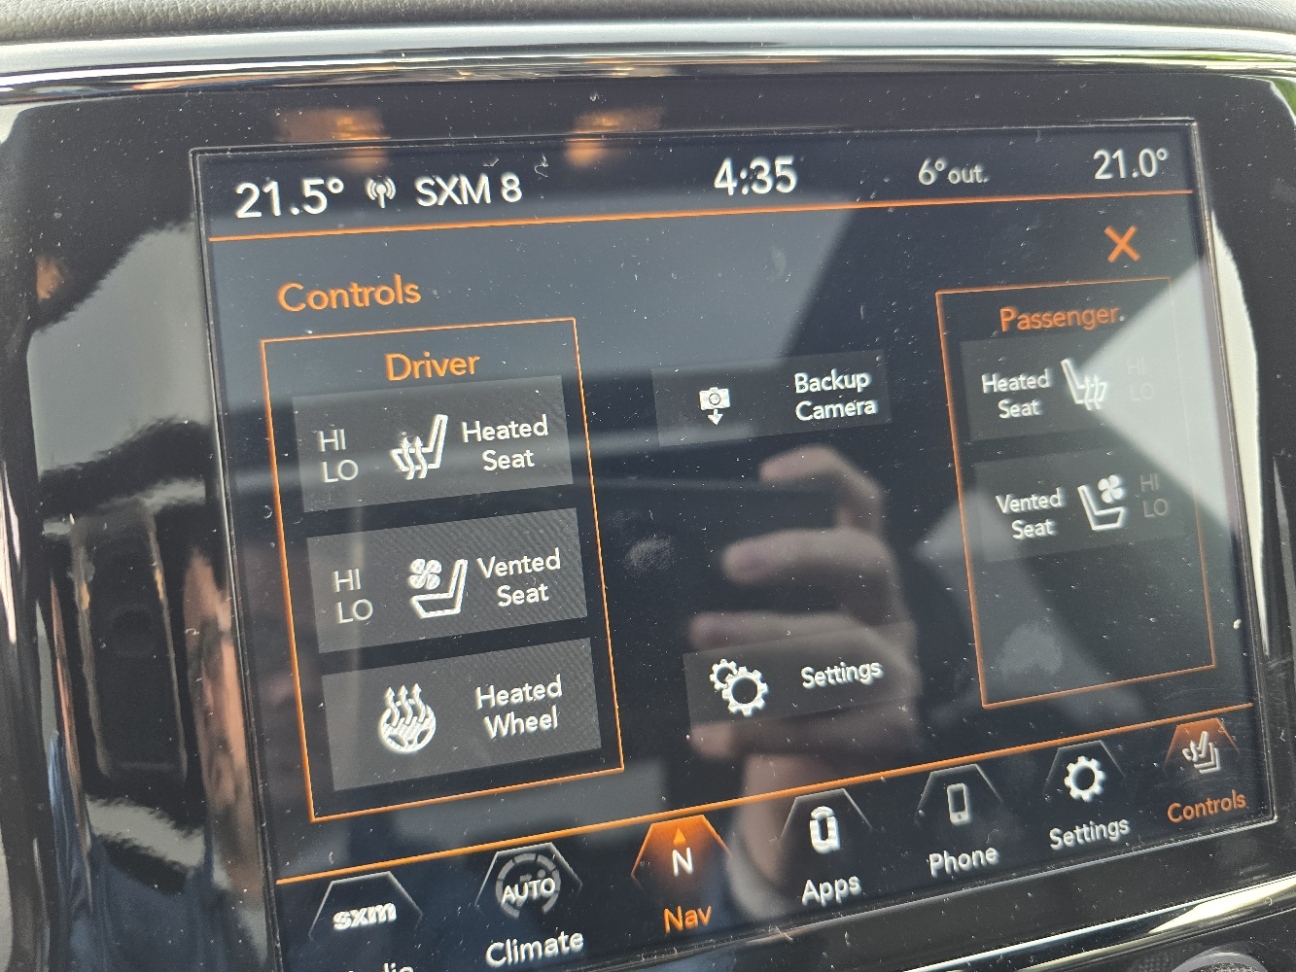 21.5° SXM 8 4:35 6° out. 21.0°
Controls
Driver
HI
LO
Heated
Seat
HI
LO
Vented
Seat
Heated
Wheel
Backup
Camera
Settings
Passenger
Heated
Seat
HI
LO
Vented
Seat
HI
LO
sxm
AUTO
Climate
N
Nav
Apps
U
Phone
Settings
Controls